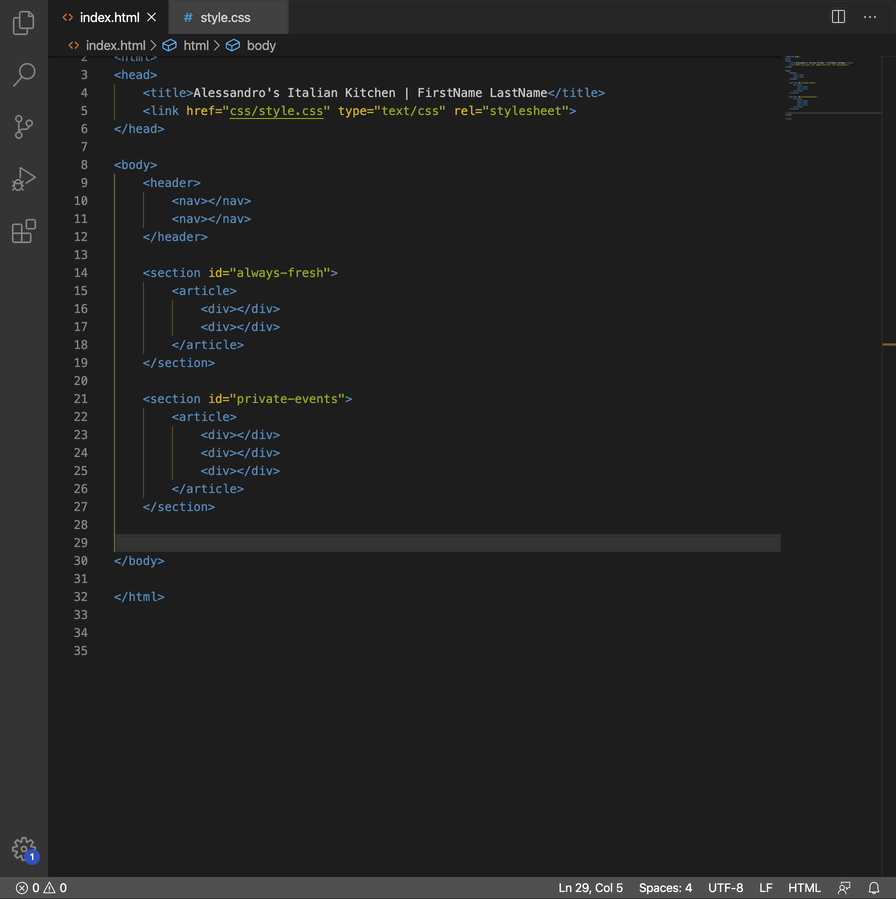 index.html
# style.css
index.html > html > body
2 <html>
3 <head>
4 <title>Alessandro's Italian Kitchen | FirstName LastName</title>
5 <link href="css/style.css" type="text/css" rel="stylesheet">
6 </head>
7
8 <body>
9 <header>
10 <nav></nav>
11 <nav></nav>
12 </header>
13
14 <section id="always-fresh">
15 <article>
16 <div></div>
17 <div></div>
18 </article>
19 </section>
20
21 <section id="private-events">
22 <article>
23 <div></div>
24 <div></div>
25 <div></div>
26 </article>
27 </section>
28
29
30 </body>
31
32 </html>
33
34
35
1
0 0 Ln 29, Col 5 Spaces: 4 UTF-8 LF HTML